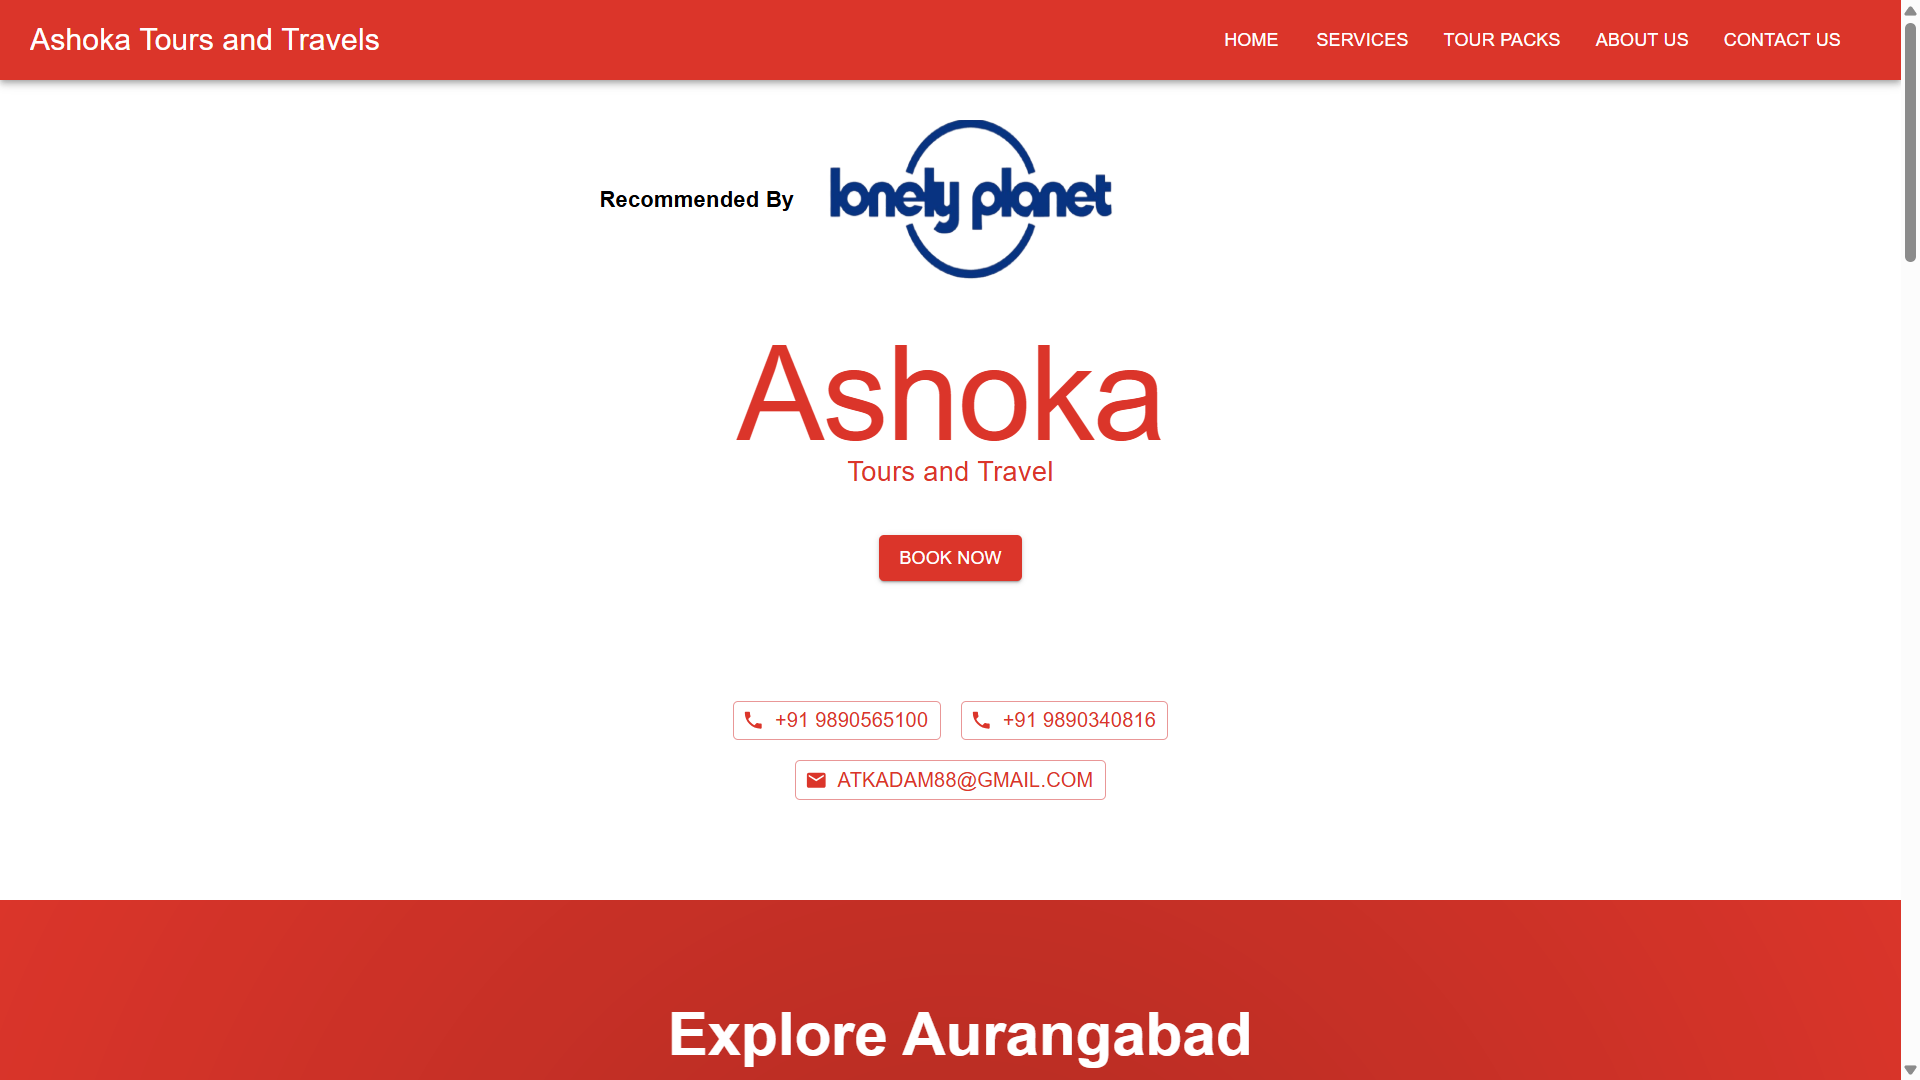 Ashoka Tours and Travels
HOME SERVICES TOUR PACKS ABOUT US CONTACT US
Recommended By
lonely planet
Ashoka
Tours and Travel
BOOK NOW
+91 9890565100 +91 9890340816
ATKADAM88@GMAIL.COM
Explore Aurangabad